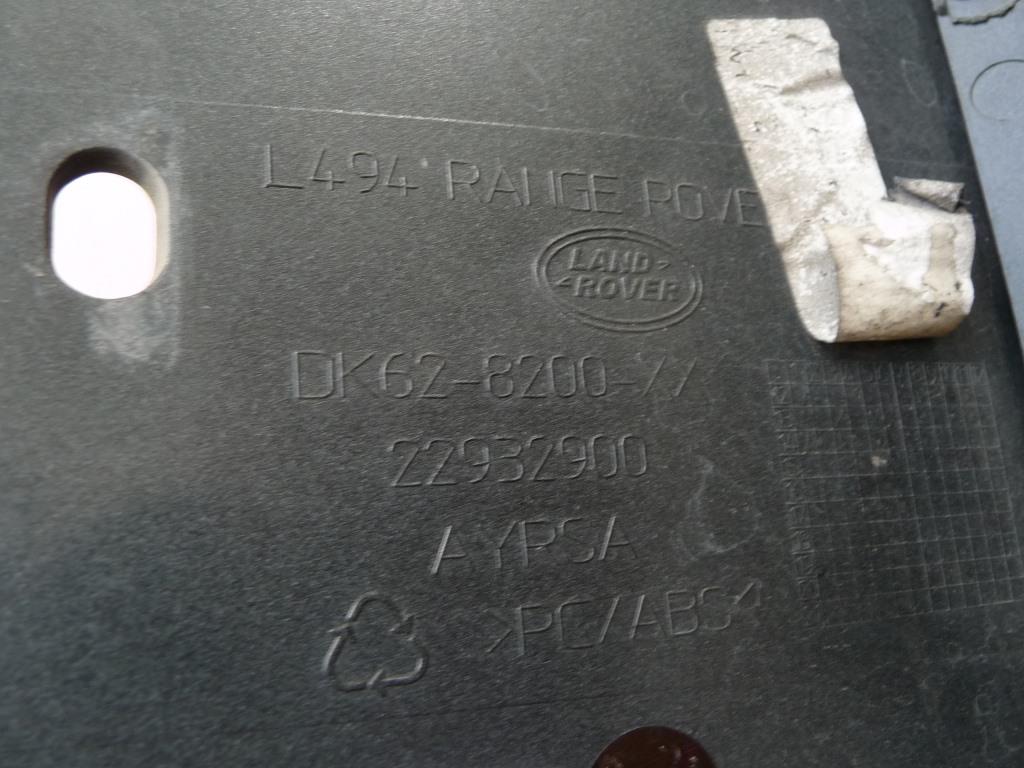 L494 RANGE ROVE
LAND
ROVER
DK62-8200-
22932900
AYPSA
>PC/ABS<